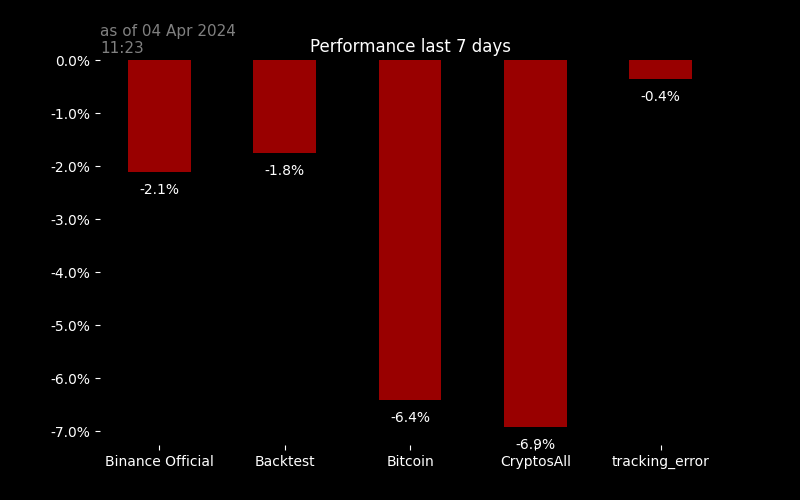 as of 04 Apr 2024
11:23
Performance last 7 days
0.0%
-1.0%
-2.0%
-3.0%
-4.0%
-5.0%
-6.0%
-7.0%
-2.1%
-1.8%
-6.4%
-6.9%
-0.4%
Binance Official
Backtest
Bitcoin
CryptosAll
tracking_error